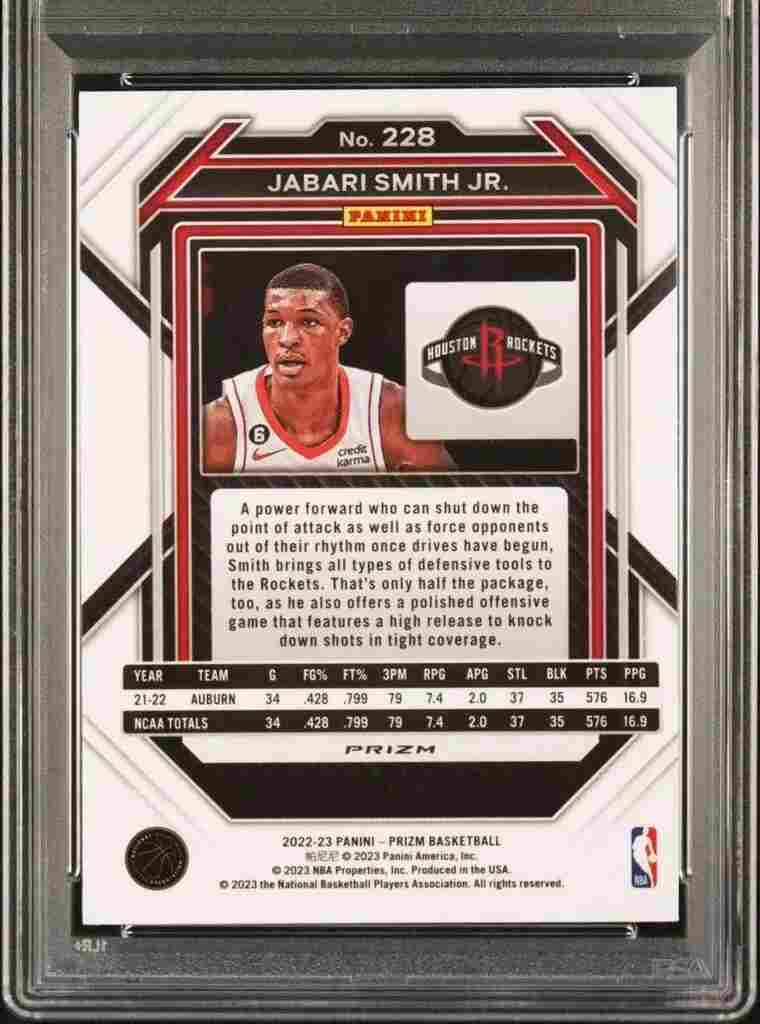 No. 228
JABARI SMITH JR.
PANINI
HOUSTON ROCKETS
6
credit
karma
A power forward who can shut down the
point of attack as well as force opponents
out of their rhythm once drives have begun,
Smith brings all types of defensive tools to
the Rockets. That's only half the package,
too, as he also offers a polished offensive
game that features a high release to knock
down shots in tight coverage.
YEAR TEAM G FG% FT% 3PM RPG APG STL BLK PTS PPG
21-22 AUBURN 34 .428 .799 79 7.4 2.0 37 35 576 16.9
NCAA TOTALS 34 .428 .799 79 7.4 2.0 37 35 576 16.9
PRIZM
2022-23 PANINI – PRIZM BASKETBALL
帕尼尼 © 2023 Panini America, Inc.
© 2023 NBA Properties, Inc. Produced in the USA.
© 2023 the National Basketball Players Association. All rights reserved.
NBA
PSA